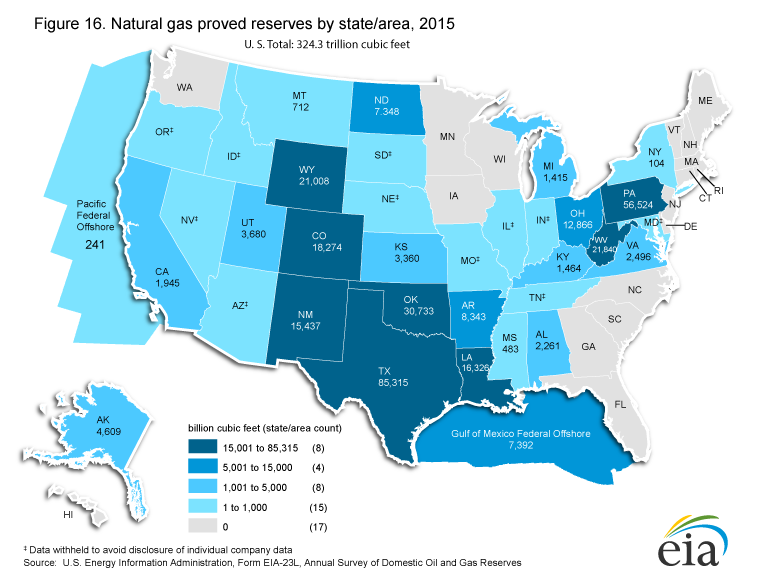 Figure 16. Natural gas proved reserves by state/area, 2015
U. S. Total: 324.3 trillion cubic feet
WA
MT
712
ND
7.348
MN
ME
OR‡
ID‡
WY
21,008
SD‡
WI
MI
1,415
NY
104
VT
NH
MA
RI
CT
Pacific
Federal
Offshore
241
NV‡
UT
3,680
CO
18,274
NE‡
IA
IL‡
IN‡
OH
12,866
PA
56,524
NJ
MD‡
DE
WV
21,840
VA
2,496
CA
1,945
KS
3,360
MO‡
KY
1,464
NC
AZ‡
NM
15,437
OK
30,733
AR
8,343
TN‡
SC
MS
483
AL
2,261
GA
TX
85,315
LA
16,326
FL
AK
4,609
HI
Gulf of Mexico Federal Offshore
7,392
billion cubic feet (state/area count)
15,001 to 85,315 (8)
5,001 to 15,000 (4)
1,001 to 5,000 (8)
1 to 1,000 (15)
0 (17)
‡ Data withheld to avoid disclosure of individual company data
Source: U.S. Energy Information Administration, Form EIA-23L, Annual Survey of Domestic Oil and Gas Reserves
eia